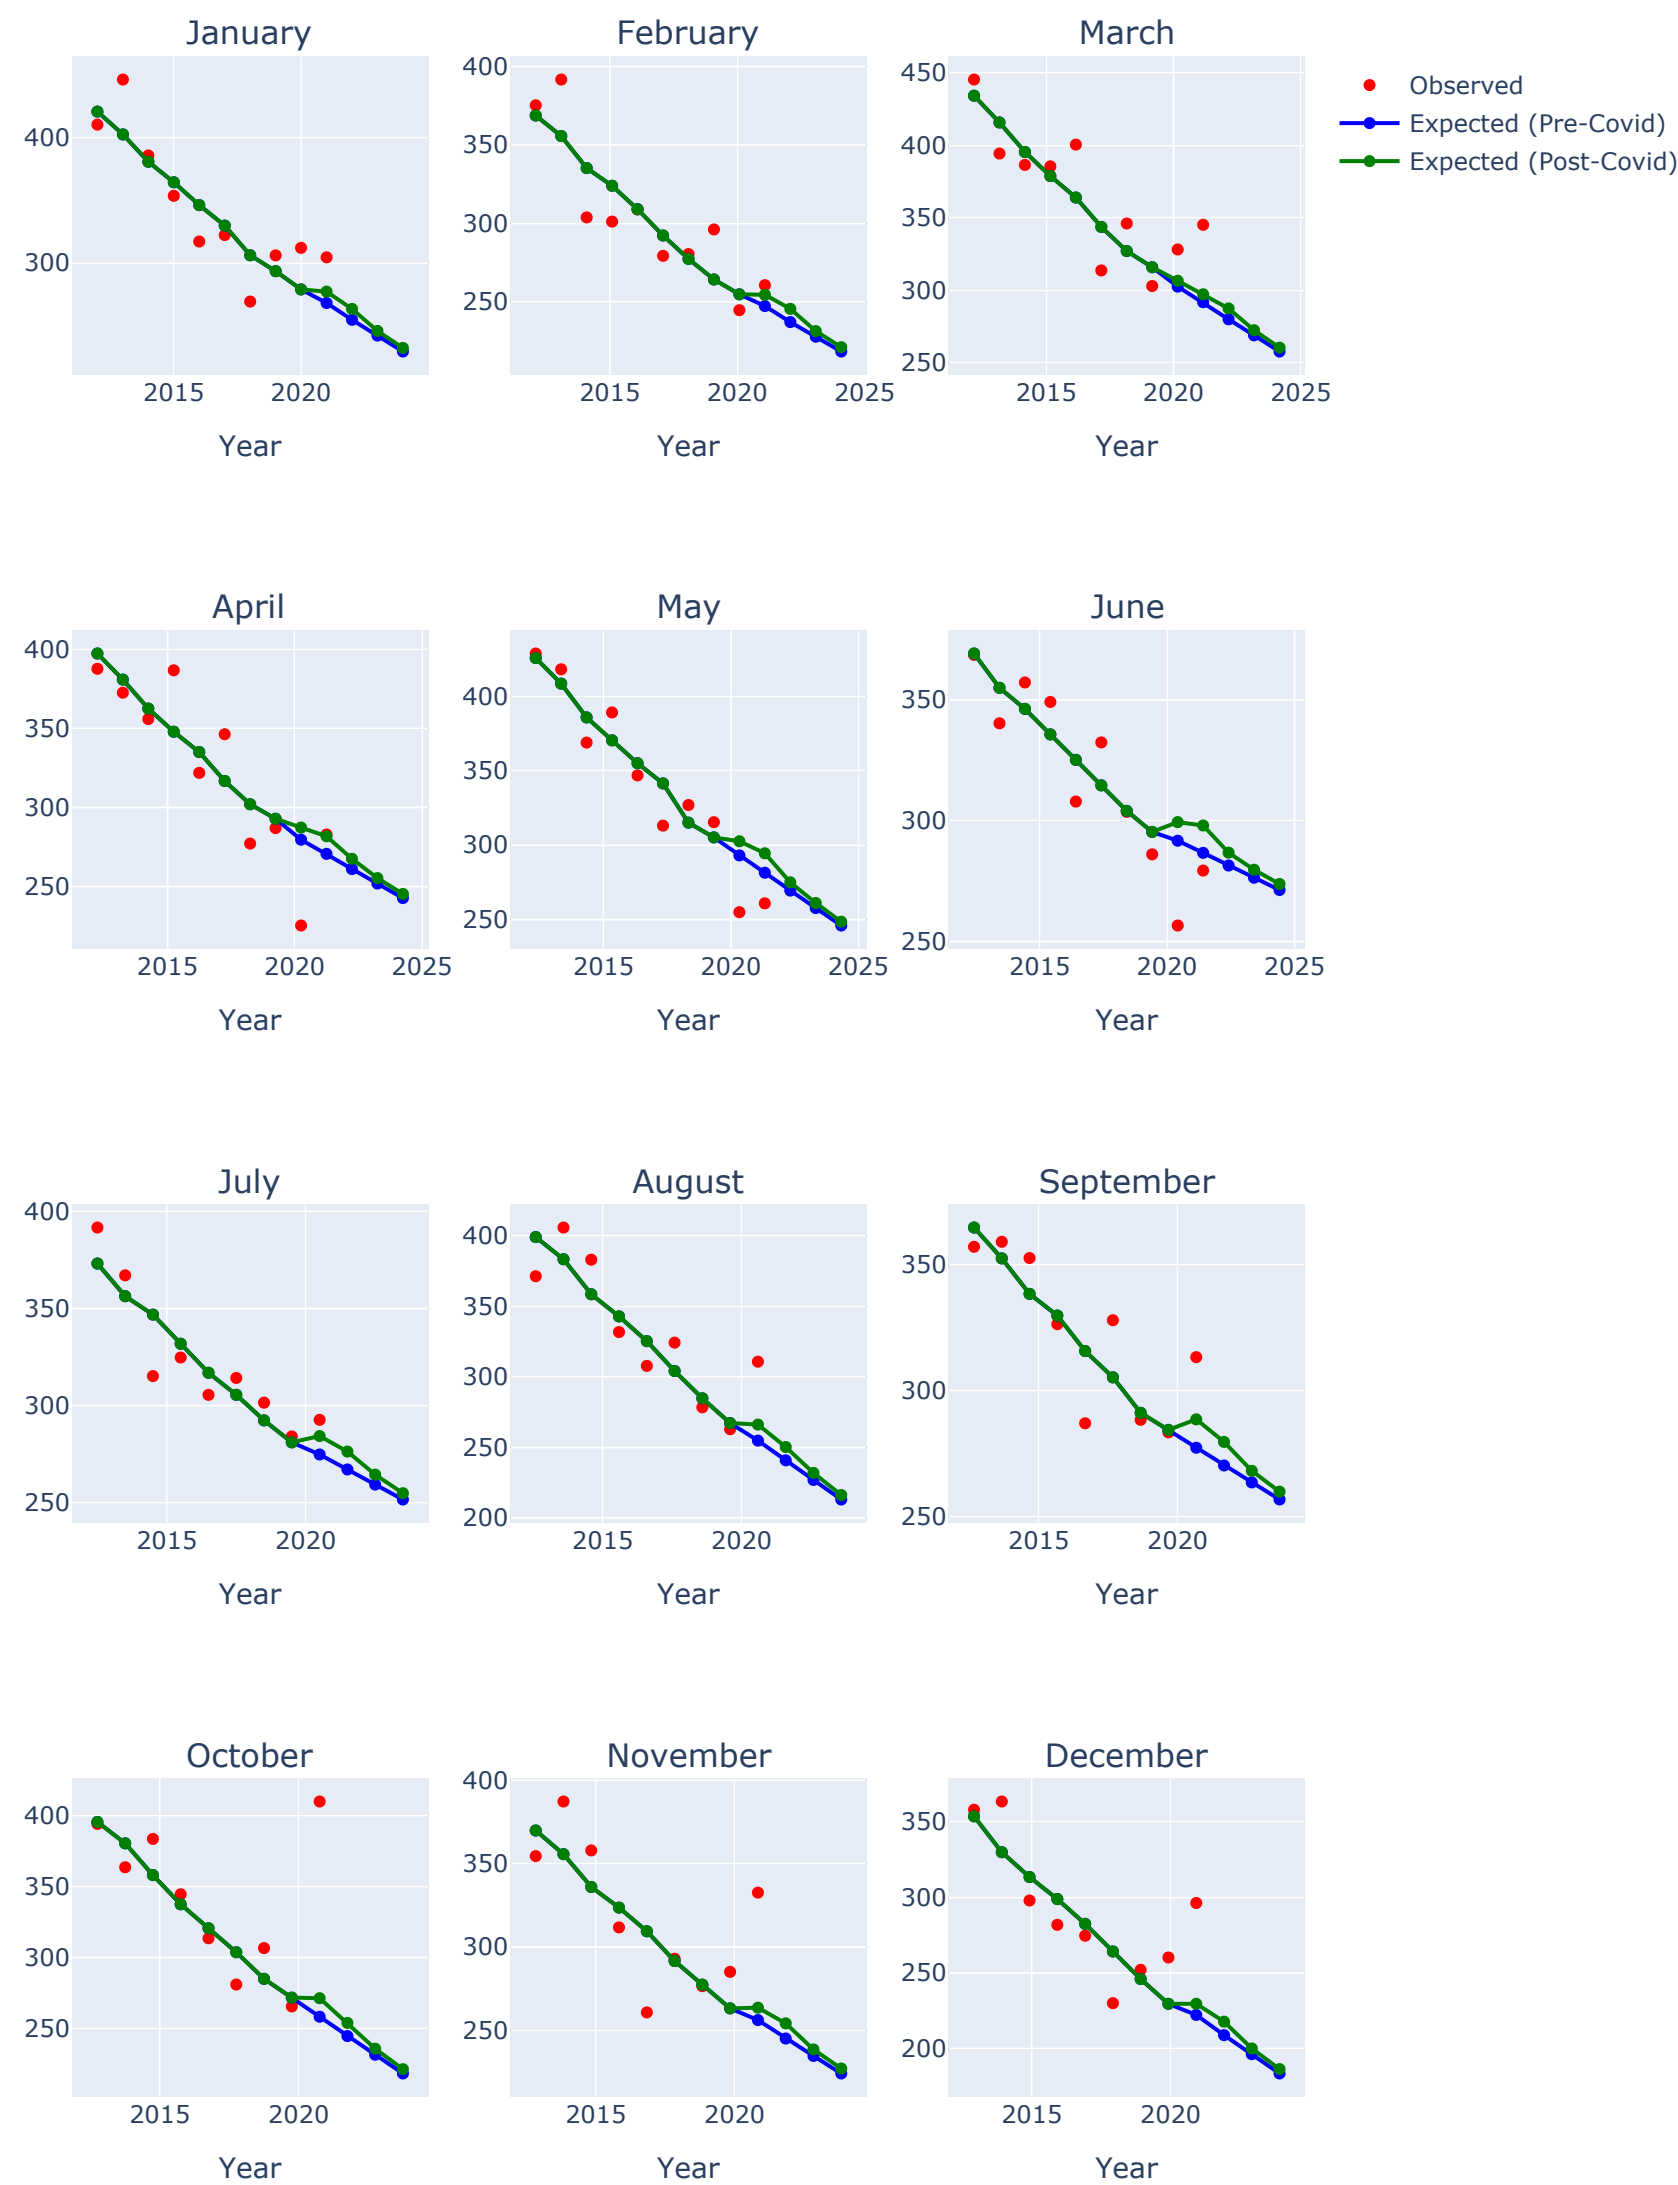 January February March
400
300
2015 2020
Year
400
350
300
250
2015 2020 2025
Year
450
400
350
300
250
2015 2020 2025
Year
Observed
Expected (Pre-Covid)
Expected (Post-Covid)
April May June
400
350
300
250
2015 2020 2025
Year
400
350
300
250
2015 2020 2025
Year
350
300
250
2015 2020 2025
Year
July August September
400
350
300
250
2015 2020
Year
400
350
300
250
200
2015 2020
Year
350
300
250
2015 2020
Year
October November December
400
350
300
250
2015 2020
Year
400
350
300
250
2015 2020
Year
350
300
250
200
2015 2020
Year